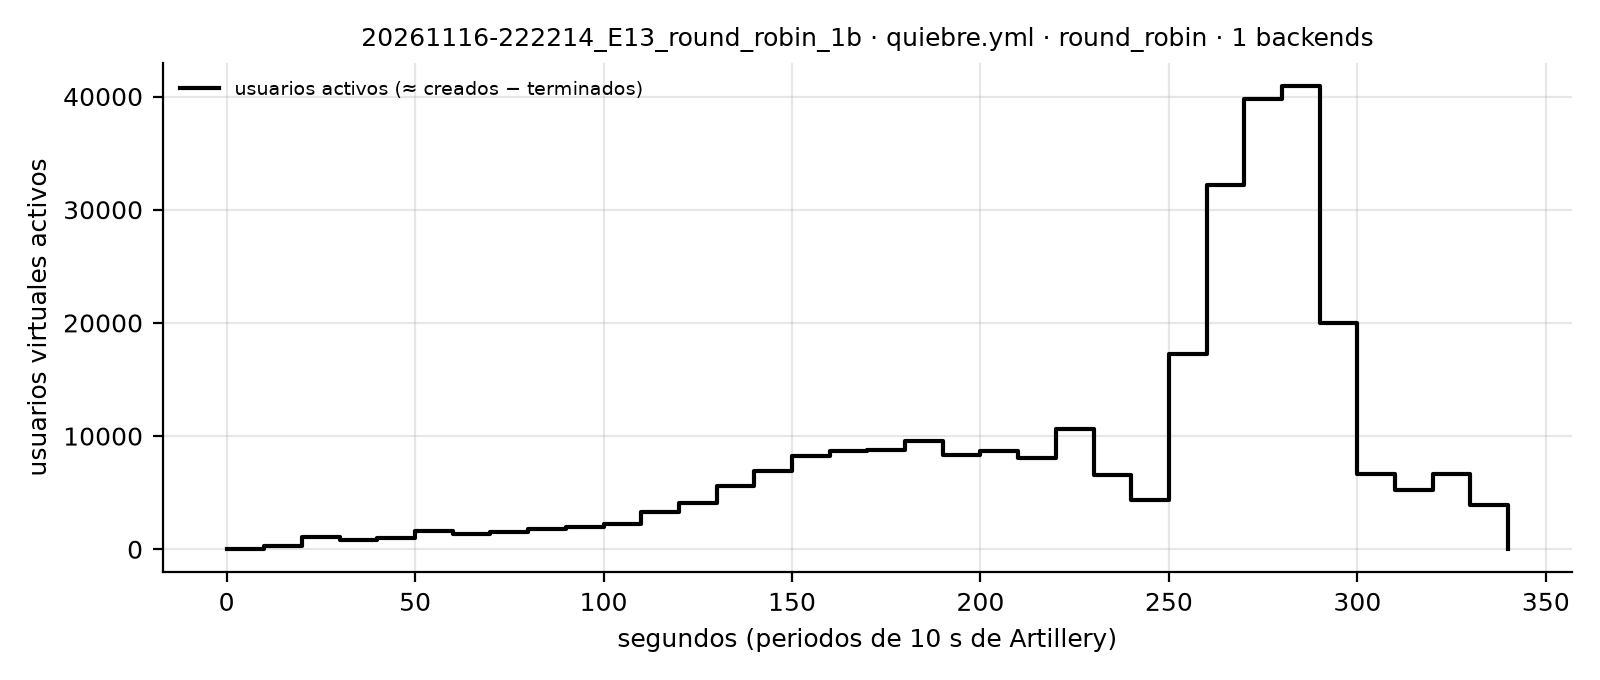 20261116-222214_E13_round_robin_1b · quiebre.yml · round_robin · 1 backends
usuarios activos (≈ creados − terminados)
usuarios virtuales activos
40000
30000
20000
10000
0
0 50 100 150 200 250 300 350
segundos (periodos de 10 s de Artillery)